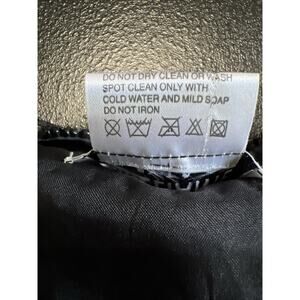 DO NOT DRY CLEAN OR WASH
SPOT CLEAN ONLY WITH
COLD WATER AND MILD SOAP
DO NOT IRON